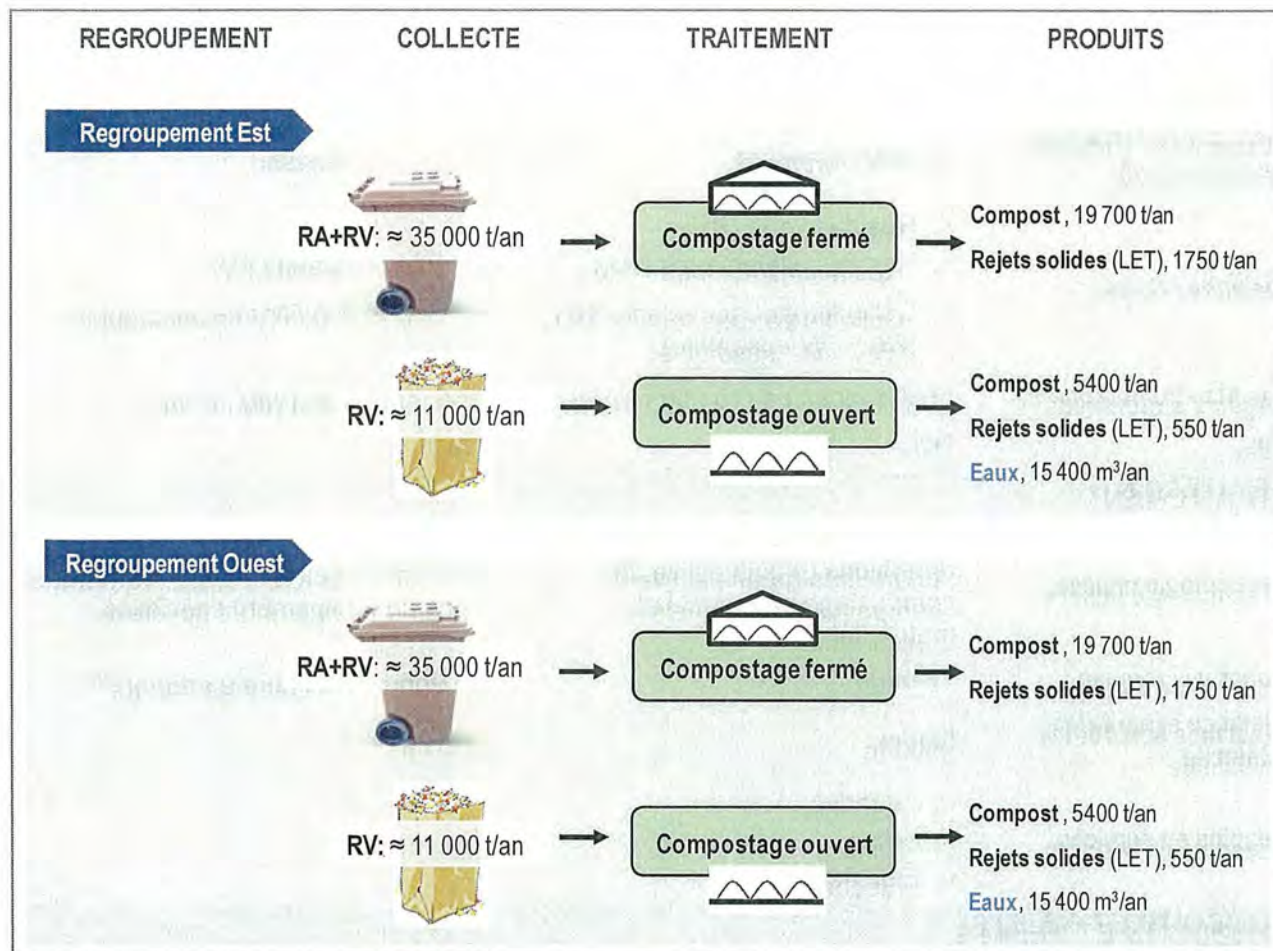 REGROUPEMENT COLLECTE TRAITEMENT PRODUITS
Regroupement Est
RA+RV: ≈ 35 000 t/an
Compostage fermé
Compost , 19 700 t/an
Rejets solides (LET), 1750 t/an
RV: ≈ 11 000 t/an
Compostage ouvert
Compost , 5400 t/an
Rejets solides (LET), 550 t/an
Eaux, 15 400 m³/an
Regroupement Ouest
RA+RV: ≈ 35 000 t/an
Compostage fermé
Compost , 19 700 t/an
Rejets solides (LET), 1750 t/an
RV: ≈ 11 000 t/an
Compostage ouvert
Compost , 5400 t/an
Rejets solides (LET), 550 t/an
Eaux, 15 400 m³/an